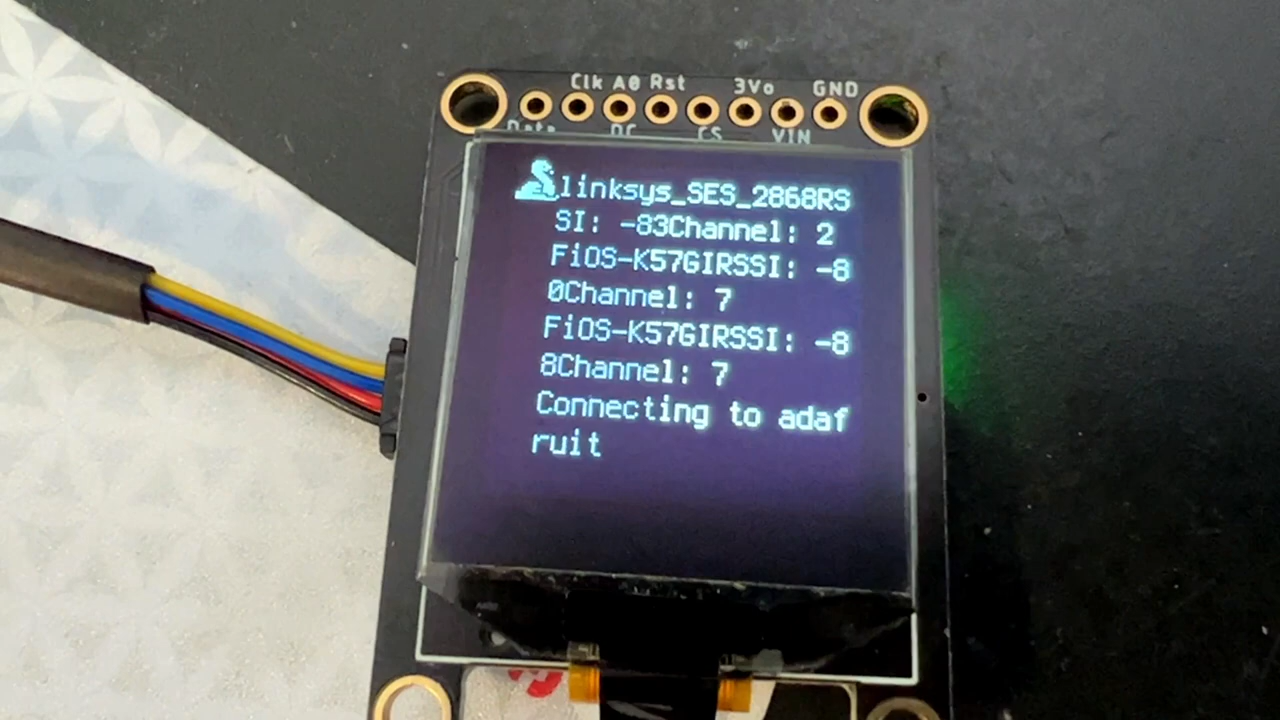 Clk A0 Rst 3Vo GND
Data DC CS VIN
linksys_SES_2868RS
SI: -83Channel: 2
FiOS-K57GIRSSI: -8
0Channel: 7
FiOS-K57GIRSSI: -8
8Channel: 7
Connecting to adaf
ruit